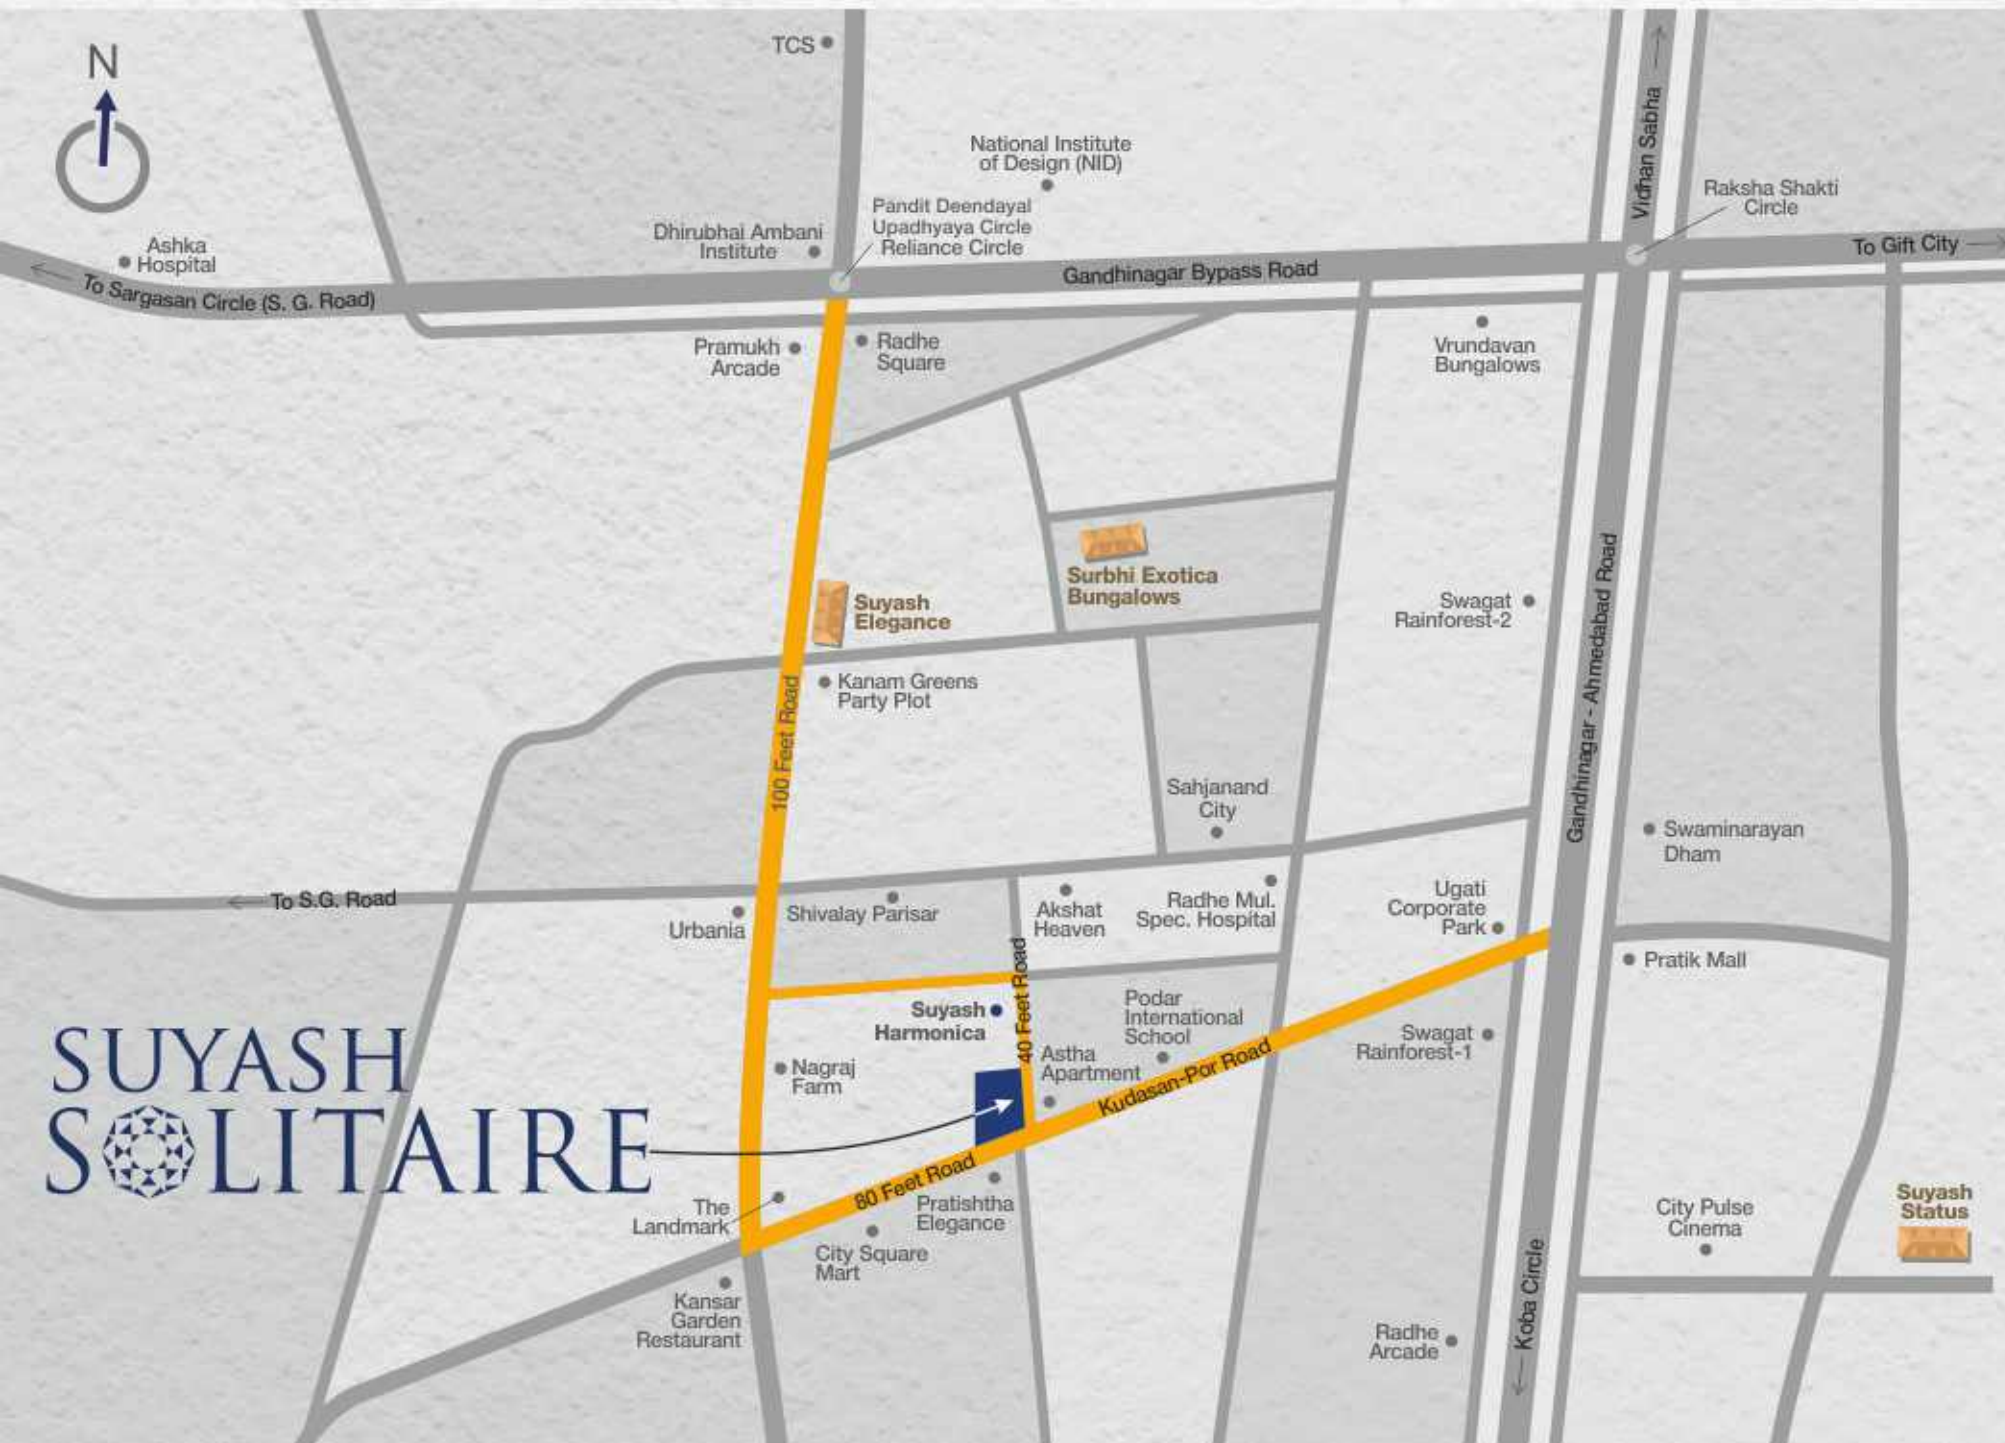 N
TCS
National Institute
of Design (NID)
Vidhan Sabha
Raksha Shakti
Circle
Pandit Deendayal
Upadhyaya Circle
Reliance Circle
Dhirubhai Ambani
Institute
Ashka
Hospital
To Sargasan Circle (S. G. Road)
Gandhinagar Bypass Road
To Gift City
Pramukh
Arcade
Radhe
Square
Vrundavan
Bungalows
Surbhi Exotica
Bungalows
Suyash
Elegance
Swagat
Rainforest-2
Gandhinagar - Ahmedabad Road
Kanam Greens
Party Plot
100 Feet Road
Sahjanand
City
Swaminarayan
Dham
To S.G. Road
Urbania
Shivalay Parisar
Akshat
Heaven
Radhe Mul.
Spec. Hospital
Ugati
Corporate
Park
Pratik Mall
40 Feet Road
Suyash
Harmonica
Podar
International
School
Swagat
Rainforest-1
Nagraj
Farm
Astha
Apartment
Kudasan-Por Road
SUYASH
SOLITAIRE
80 Feet Road
The
Landmark
Pratishtha
Elegance
City Square
Mart
City Pulse
Cinema
Suyash
Status
Kansar
Garden
Restaurant
Koba Circle
Radhe
Arcade